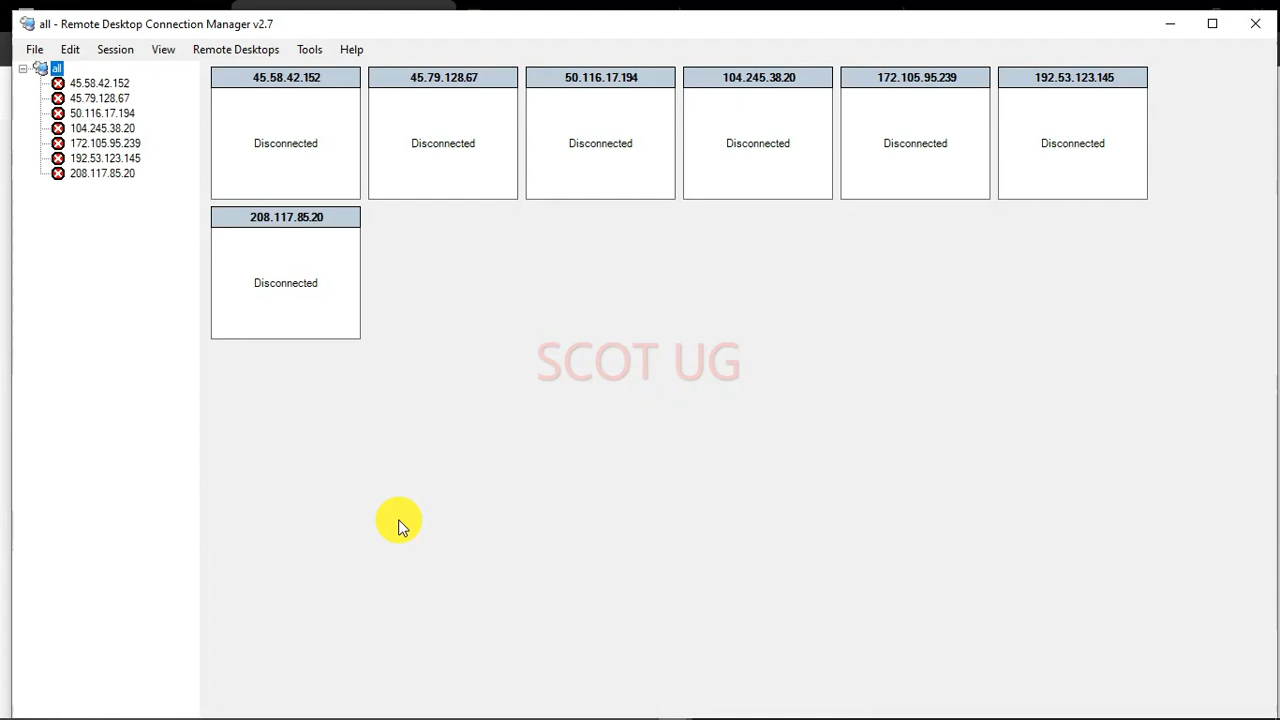 all - Remote Desktop Connection Manager v2.7
File Edit Session View Remote Desktops Tools Help
all
45.58.42.152
45.79.128.67
50.116.17.194
104.245.38.20
172.105.95.239
192.53.123.145
208.117.85.20
45.58.42.152 45.79.128.67 50.116.17.194 104.245.38.20 172.105.95.239 192.53.123.145
Disconnected Disconnected Disconnected Disconnected Disconnected Disconnected
208.117.85.20
Disconnected
SCOT UG